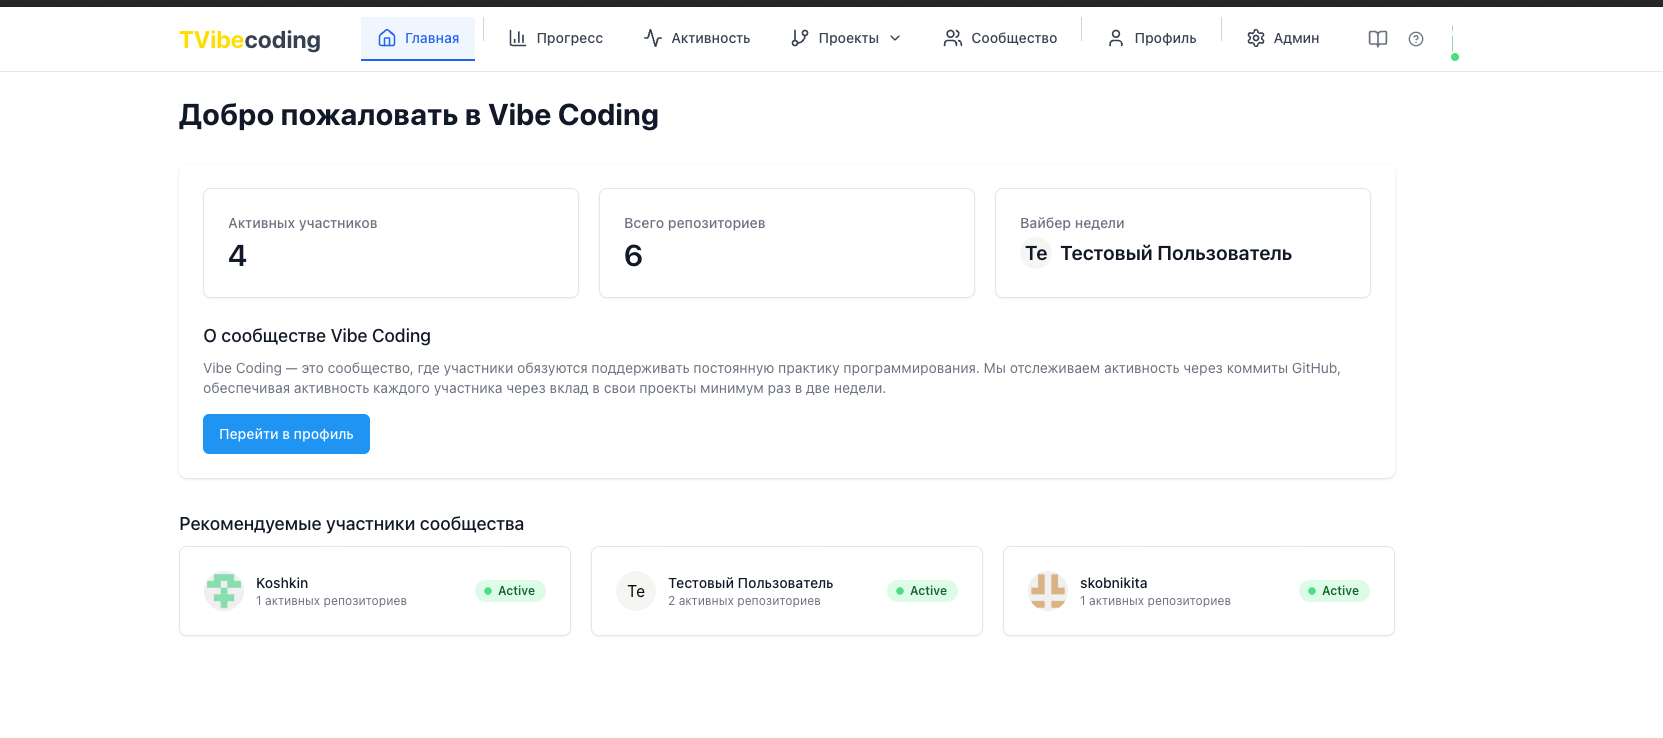 TVibecoding
Главная
Прогресс
Активность
Проекты
Сообщество
Профиль
Админ
Добро пожаловать в Vibe Coding
Активных участников
4
Всего репозиториев
6
Вайбер недели
Te Тестовый Пользователь
О сообществе Vibe Coding
Vibe Coding — это сообщество, где участники обязуются поддерживать постоянную практику программирования. Мы отслеживаем активность через коммиты GitHub,
обеспечивая активность каждого участника через вклад в свои проекты минимум раз в две недели.
Перейти в профиль
Рекомендуемые участники сообщества
Koshkin
1 активных репозиториев
Active
Te
Тестовый Пользователь
2 активных репозиториев
Active
skobnikita
1 активных репозиториев
Active